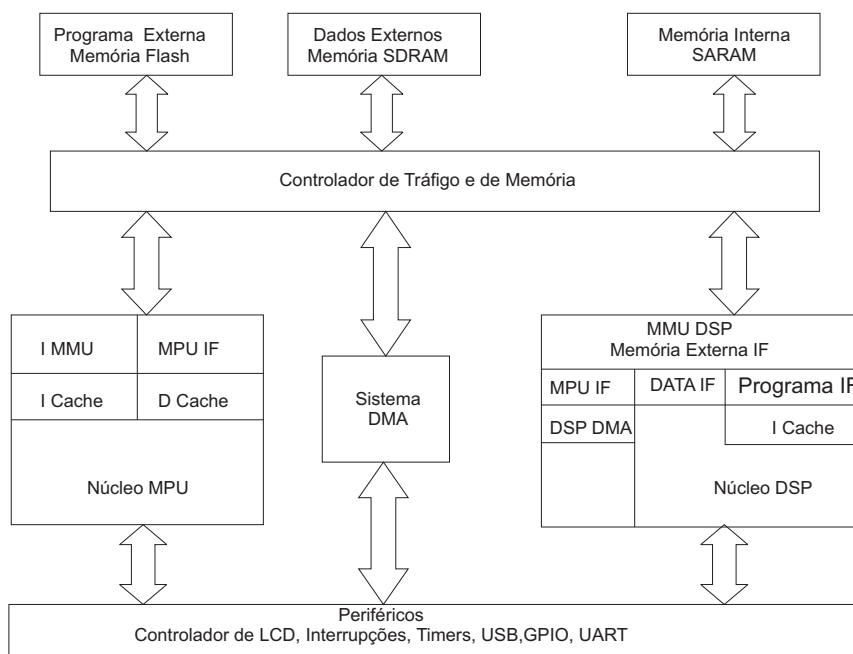 Programa Externa
Memória Flash
Dados Externos
Memória SDRAM
Memória Interna
SARAM
Controlador de Tráfigo e de Memória
I MMU
MPU IF
I Cache
D Cache
Núcleo MPU
Sistema
DMA
MMU DSP
Memória Externa IF
MPU IF
DATA IF
Programa IF
DSP DMA
I Cache
Núcleo DSP
Periféricos
Controlador de LCD, Interrupções, Timers, USB,GPIO, UART